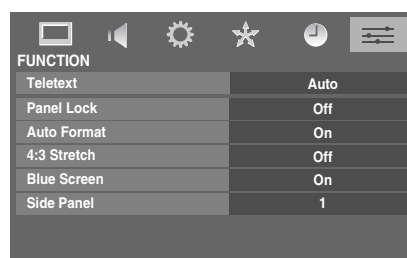 FUNCTION
Teletext Auto
Panel Lock Off
Auto Format On
4:3 Stretch Off
Blue Screen On
Side Panel 1